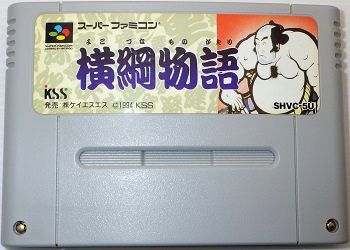 スーパーファミコン
よこ づな もの がたり
横綱物語
KSS
発売 株ケイエスエス ©1994 KSS
SHVC-5U